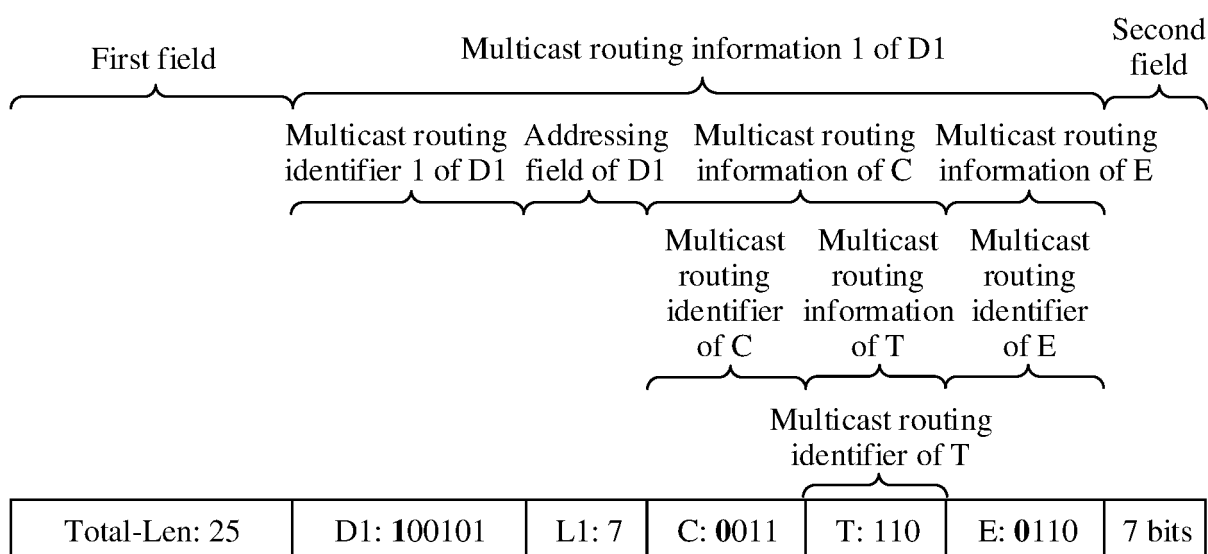 First field
Multicast routing information 1 of D1
Second
field
Multicast routing
identifier 1 of D1
Addressing
field of D1
Multicast routing
information of C
Multicast routing
information of E
Multicast
routing
identifier
of C
Multicast
routing
information
of T
Multicast
routing
identifier
of E
Multicast routing
identifier of T
Total-Len: 25
D1: 100101
L1: 7
C: 0011
T: 110
E: 0110
7 bits